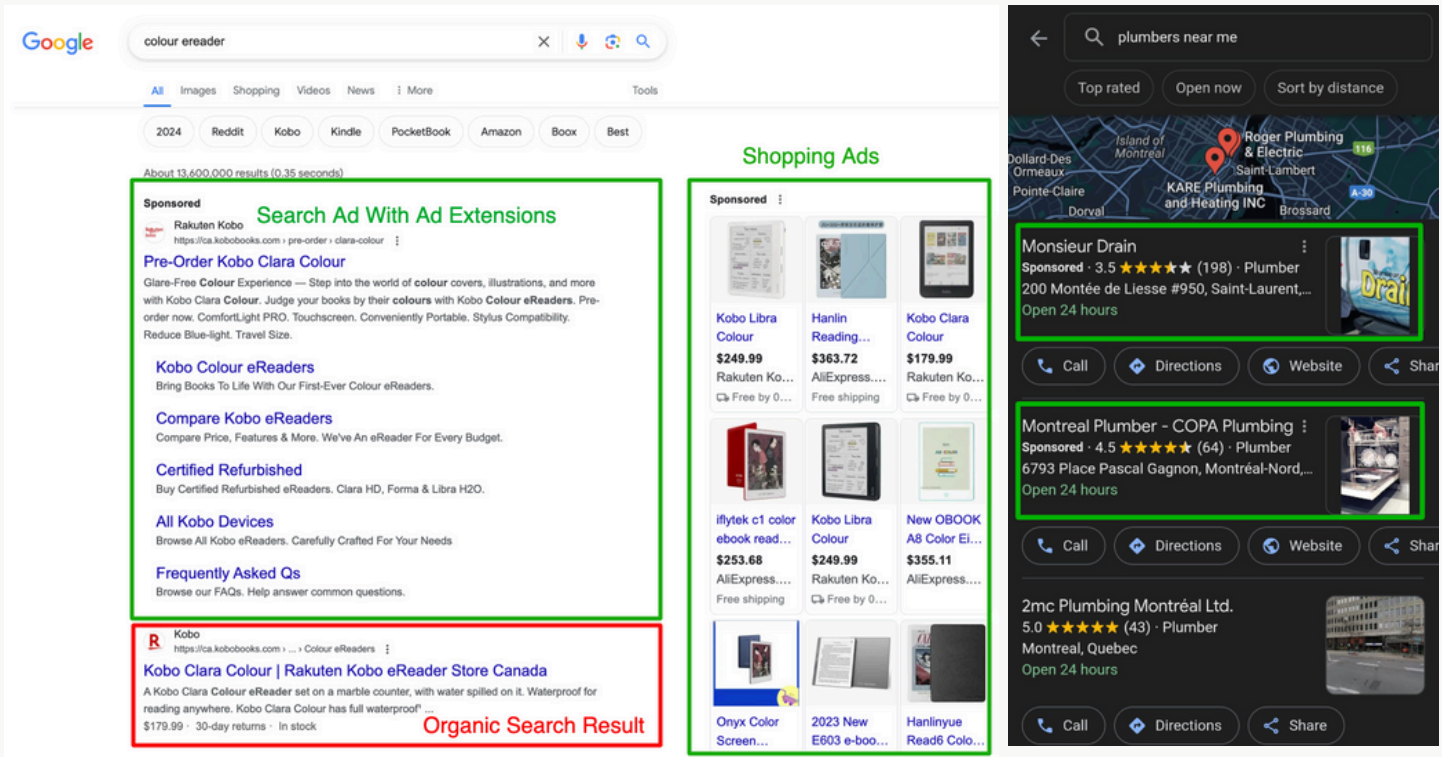 Google
colour ereader
All Images Shopping Videos News More Tools
2024 Reddit Kobo Kindle PocketBook Amazon Boox Best
About 13,600,000 results (0.35 seconds)
Sponsored
Search Ad With Ad Extensions
Rakuten Kobo
https://ca.kobobooks.com › pre-order › clara-colour
Pre-Order Kobo Clara Colour
Glare-Free Colour Experience — Step into the world of colour covers, illustrations, and more
with Kobo Clara Colour. Judge your books by their colours with Kobo Colour eReaders. Pre-
order now. ComfortLight PRO. Touchscreen. Conveniently Portable. Stylus Compatibility.
Reduce Blue-light. Travel Size.
Kobo Colour eReaders
Bring Books To Life With Our First-Ever Colour eReaders.
Compare Kobo eReaders
Compare Price, Features & More. We've An eReader For Every Budget.
Certified Refurbished
Buy Certified Refurbished eReaders. Clara HD, Forma & Libra H2O.
All Kobo Devices
Browse All Kobo eReaders. Carefully Crafted For Your Needs
Frequently Asked Qs
Browse our FAQs. Help answer common questions.
Kobo
https://ca.kobobooks.com › ... › Colour eReaders
Kobo Clara Colour | Rakuten Kobo eReader Store Canada
A Kobo Clara Colour eReader set on a marble counter, with water spilled on it. Waterproof for
reading anywhere. Kobo Clara Colour has full waterproof* ...
$179.99 · 30-day returns · In stock
Organic Search Result
Shopping Ads
Sponsored
Kobo Libra
Colour
$249.99
Rakuten Ko...
Free by 0...
Hanlin
Reading...
$363.72
AliExpress....
Free shipping
Kobo Clara
Colour
$179.99
Rakuten Ko...
Free by 0...
iflytek c1 color
ebook read...
$253.68
AliExpress....
Free shipping
Kobo Libra
Colour
$249.99
Rakuten Ko...
Free by 0...
New OBOOK
A8 Color Ei...
$355.11
AliExpress....
Onyx Color
Screen...
2023 New
E603 e-boo...
Hanlinyue
Read6 Colo...
plumbers near me
Top rated Open now Sort by distance
Island of
Montreal
Roger Plumbing
& Electric
116
Dollard-Des
Ormeaux
Saint-Lambert
Pointe-Claire
KARE Plumbing
and Heating INC
A-30
Dorval
Brossard
Monsieur Drain
Sponsored · 3.5 (198) · Plumber
200 Montée de Liesse #950, Saint-Laurent,...
Open 24 hours
Drai
Call Directions Website Shar
Montreal Plumber - COPA Plumbing
Sponsored · 4.5 (64) · Plumber
6793 Place Pascal Gagnon, Montréal-Nord,...
Open 24 hours
Call Directions Website Shar
2mc Plumbing Montréal Ltd.
5.0 (43) · Plumber
Montreal, Quebec
Open 24 hours
Call Directions Share